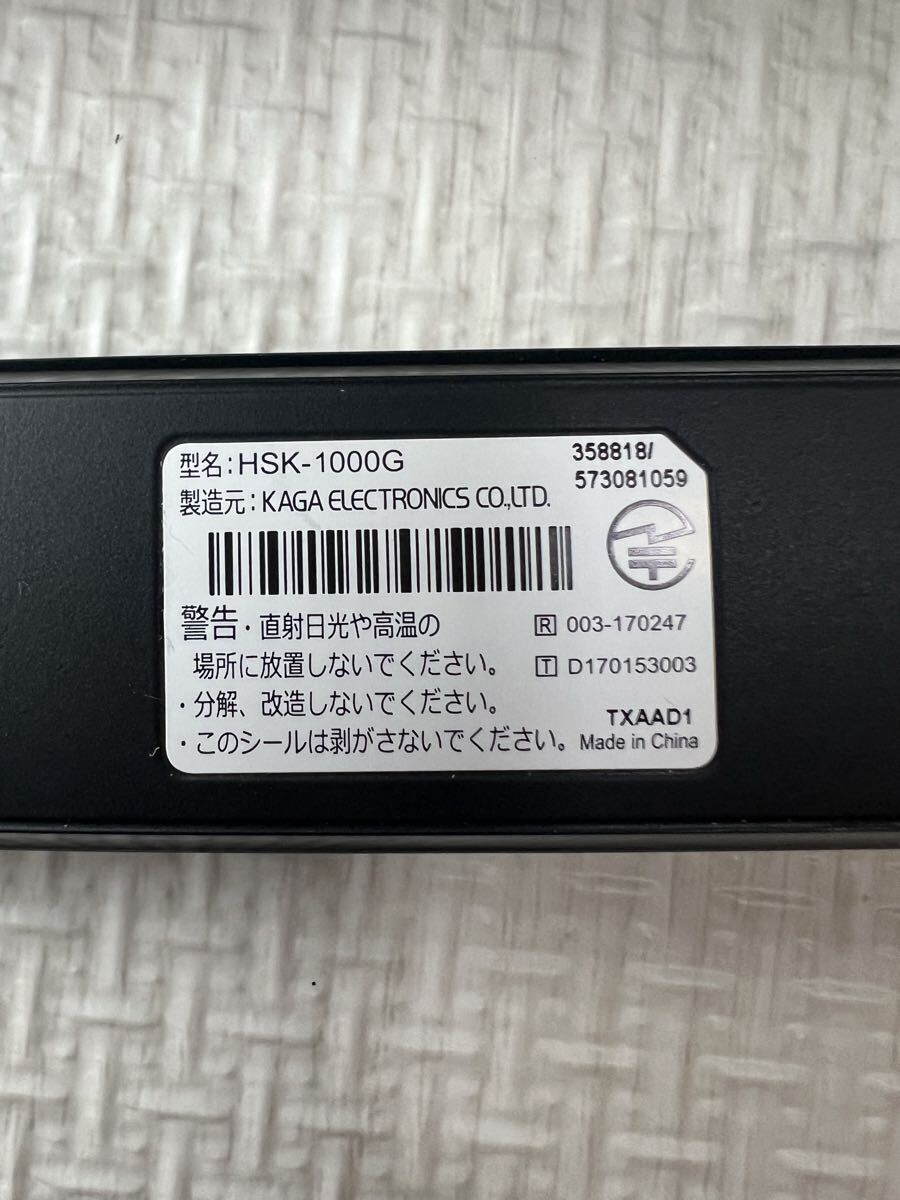 型名:HSK-1000G
358818/
573081059
製造元:KAGA ELECTRONICS CO.,LTD.
警告・直射日光や高温の
場所に放置しないでください。
・分解、改造しないでください。
・このシールは剥がさないでください。
R 003-170247
T D170153003
TXAAD1
Made in China